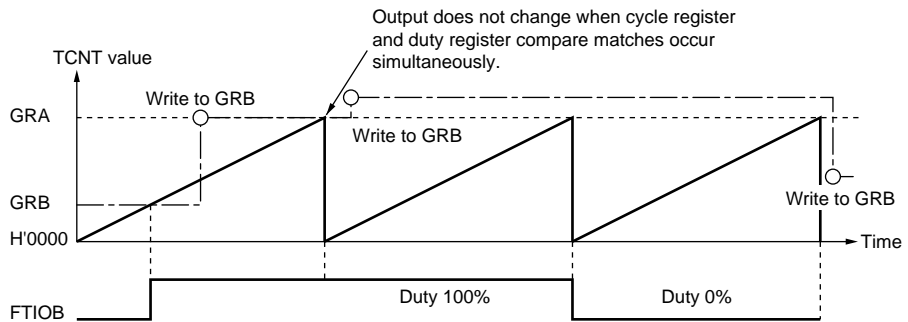 Output does not change when cycle register
and duty register compare matches occur
simultaneously.
TCNT value
Write to GRB
GRA
Write to GRB
GRB
Write to GRB
H'0000
Time
Duty 100%
Duty 0%
FTIOB